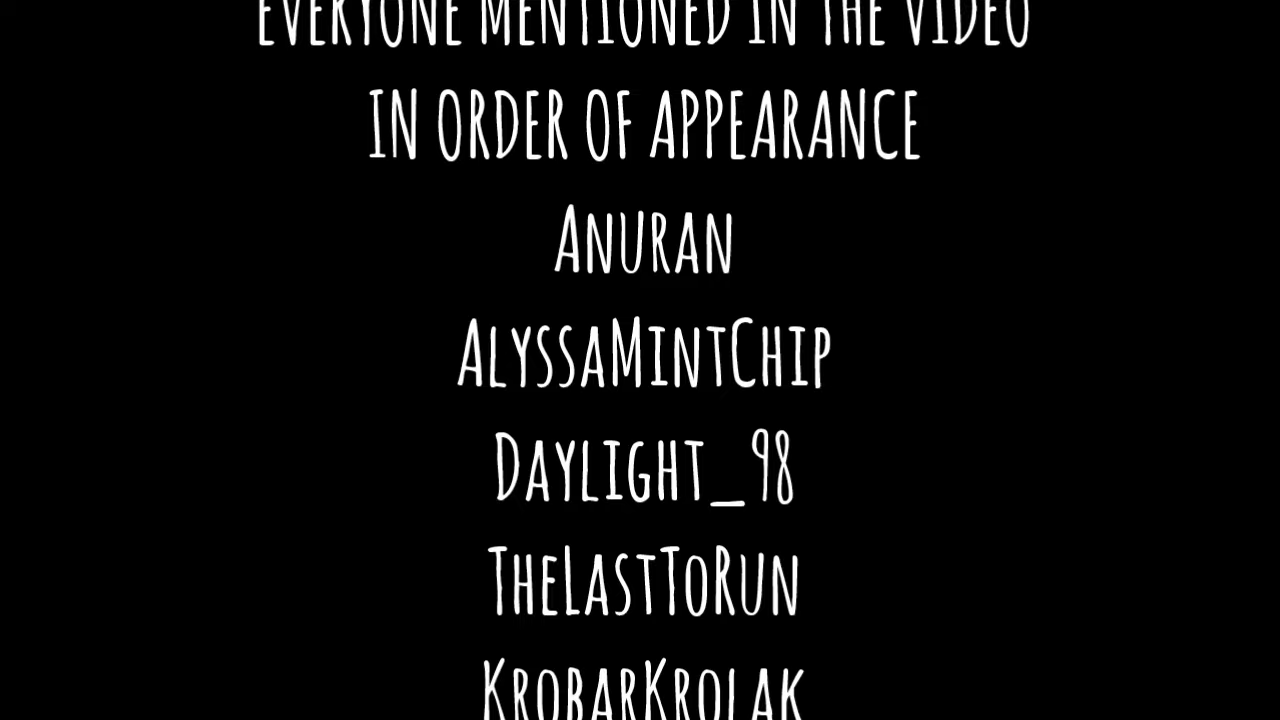 EVERYONE MENTIONED IN THE VIDEO
IN ORDER OF APPEARANCE
ANURAN
ALYSSAMINTCHIP
DAYLIGHT_98
THELASTTORUN
KROBARKROLAK